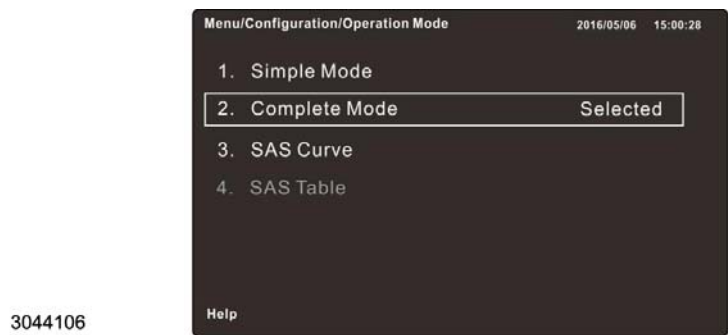 Menu/Configuration/Operation Mode 2016/05/06 15:00:28
1. Simple Mode
2. Complete Mode Selected
3. SAS Curve
4. SAS Table
Help
3044106